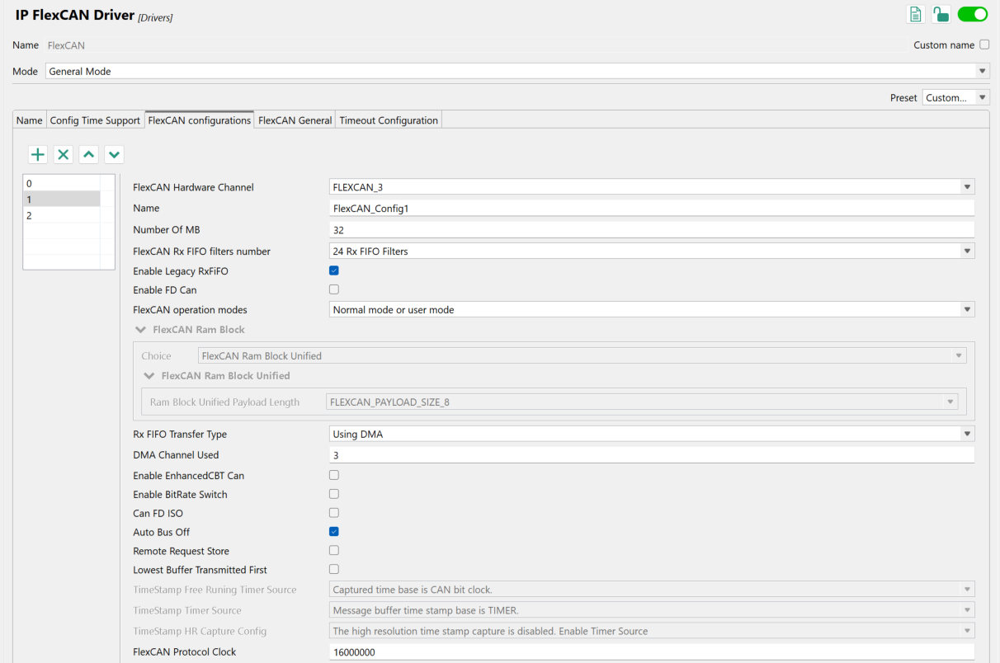 IP FlexCAN Driver [Drivers]
Name FlexCAN Custom name
Mode General Mode
Preset Custom...
Name Config Time Support FlexCAN configurations FlexCAN General Timeout Configuration
0
1
2
FlexCAN Hardware Channel FLEXCAN_3
Name FlexCAN_Config1
Number Of MB 32
FlexCAN Rx FIFO filters number 24 Rx FIFO Filters
Enable Legacy RxFiFO
Enable FD Can
FlexCAN operation modes Normal mode or user mode
FlexCAN Ram Block
Choice FlexCAN Ram Block Unified
FlexCAN Ram Block Unified
Ram Block Unified Payload Length FLEXCAN_PAYLOAD_SIZE_8
Rx FIFO Transfer Type Using DMA
DMA Channel Used 3
Enable EnhancedCBT Can
Enable BitRate Switch
Can FD ISO
Auto Bus Off
Remote Request Store
Lowest Buffer Transmitted First
TimeStamp Free Runing Timer Source Captured time base is CAN bit clock.
TimeStamp Timer Source Message buffer time stamp base is TIMER.
TimeStamp HR Capture Config The high resolution time stamp capture is disabled. Enable Timer Source
FlexCAN Protocol Clock 16000000